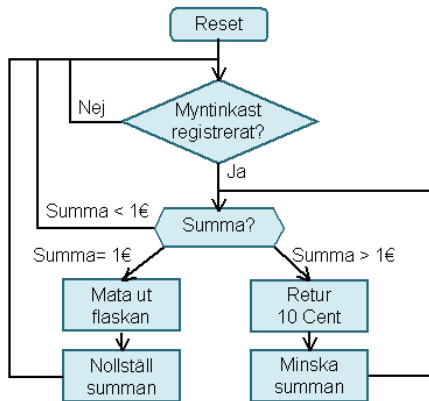 Reset
Nej
Myntinkast
registrerat?
Ja
Summa < 1€
Summa?
Summa= 1€
Summa > 1€
Mata ut
flaskan
Retur
10 Cent
Nollställ
summan
Minska
summan